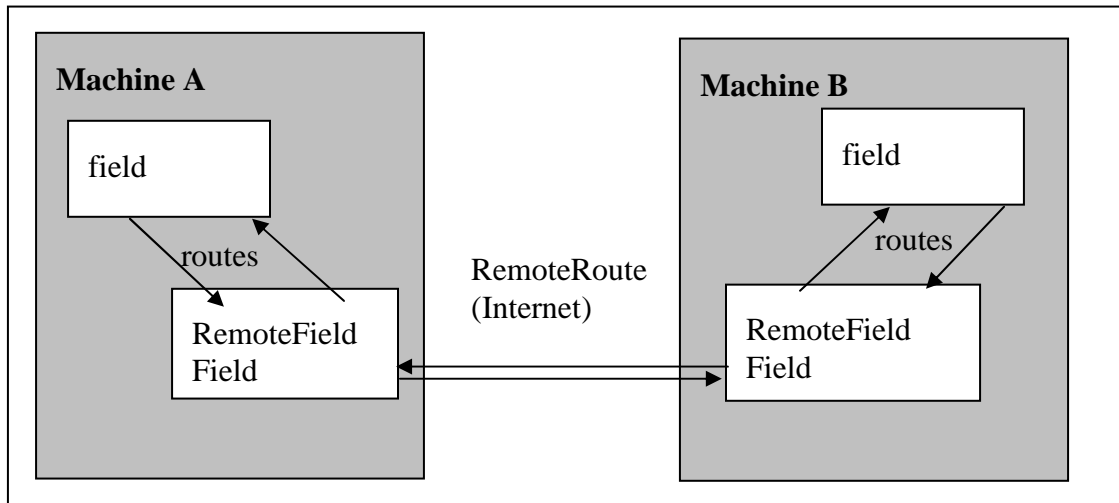 Machine A
field
routes
RemoteField
Field
RemoteRoute
(Internet)
Machine B
field
routes
RemoteField
Field